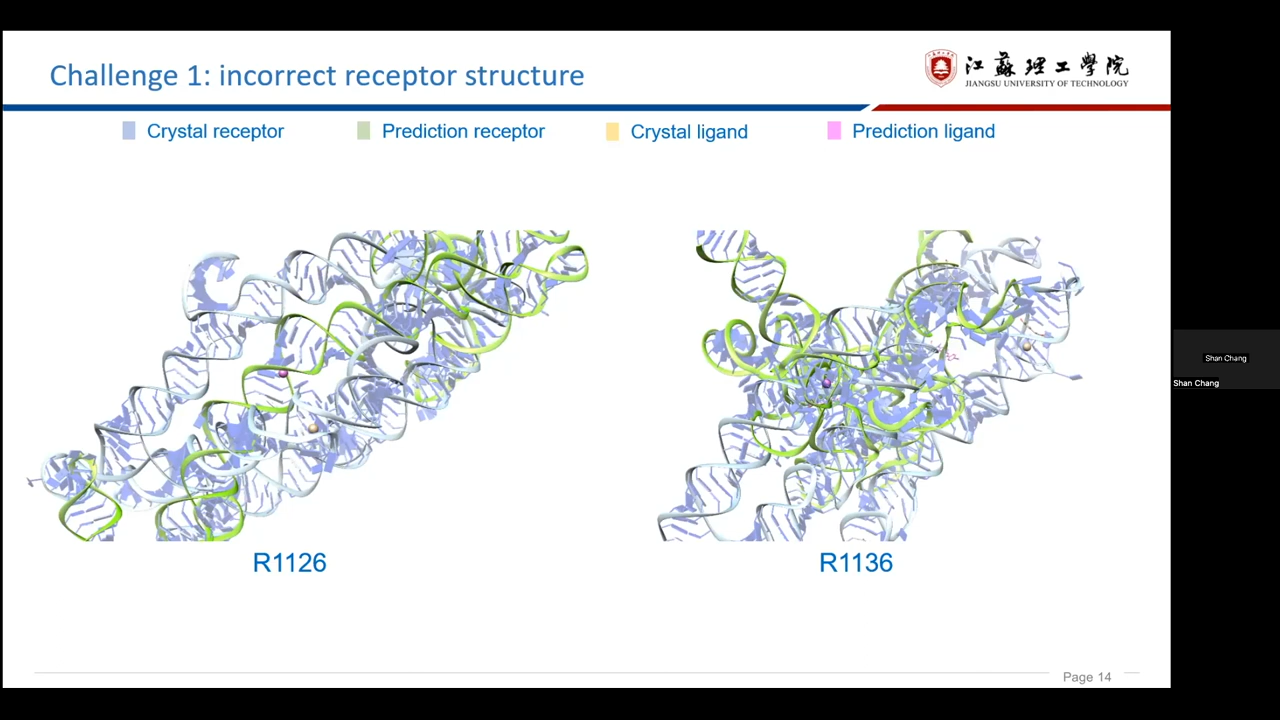 Challenge 1: incorrect receptor structure
江蘇理工學院
JIANGSU UNIVERSITY OF TECHNOLOGY
Crystal receptor
Prediction receptor
Crystal ligand
Prediction ligand
R1126
R1136
Page 14
Shan Chang
Shan Chang